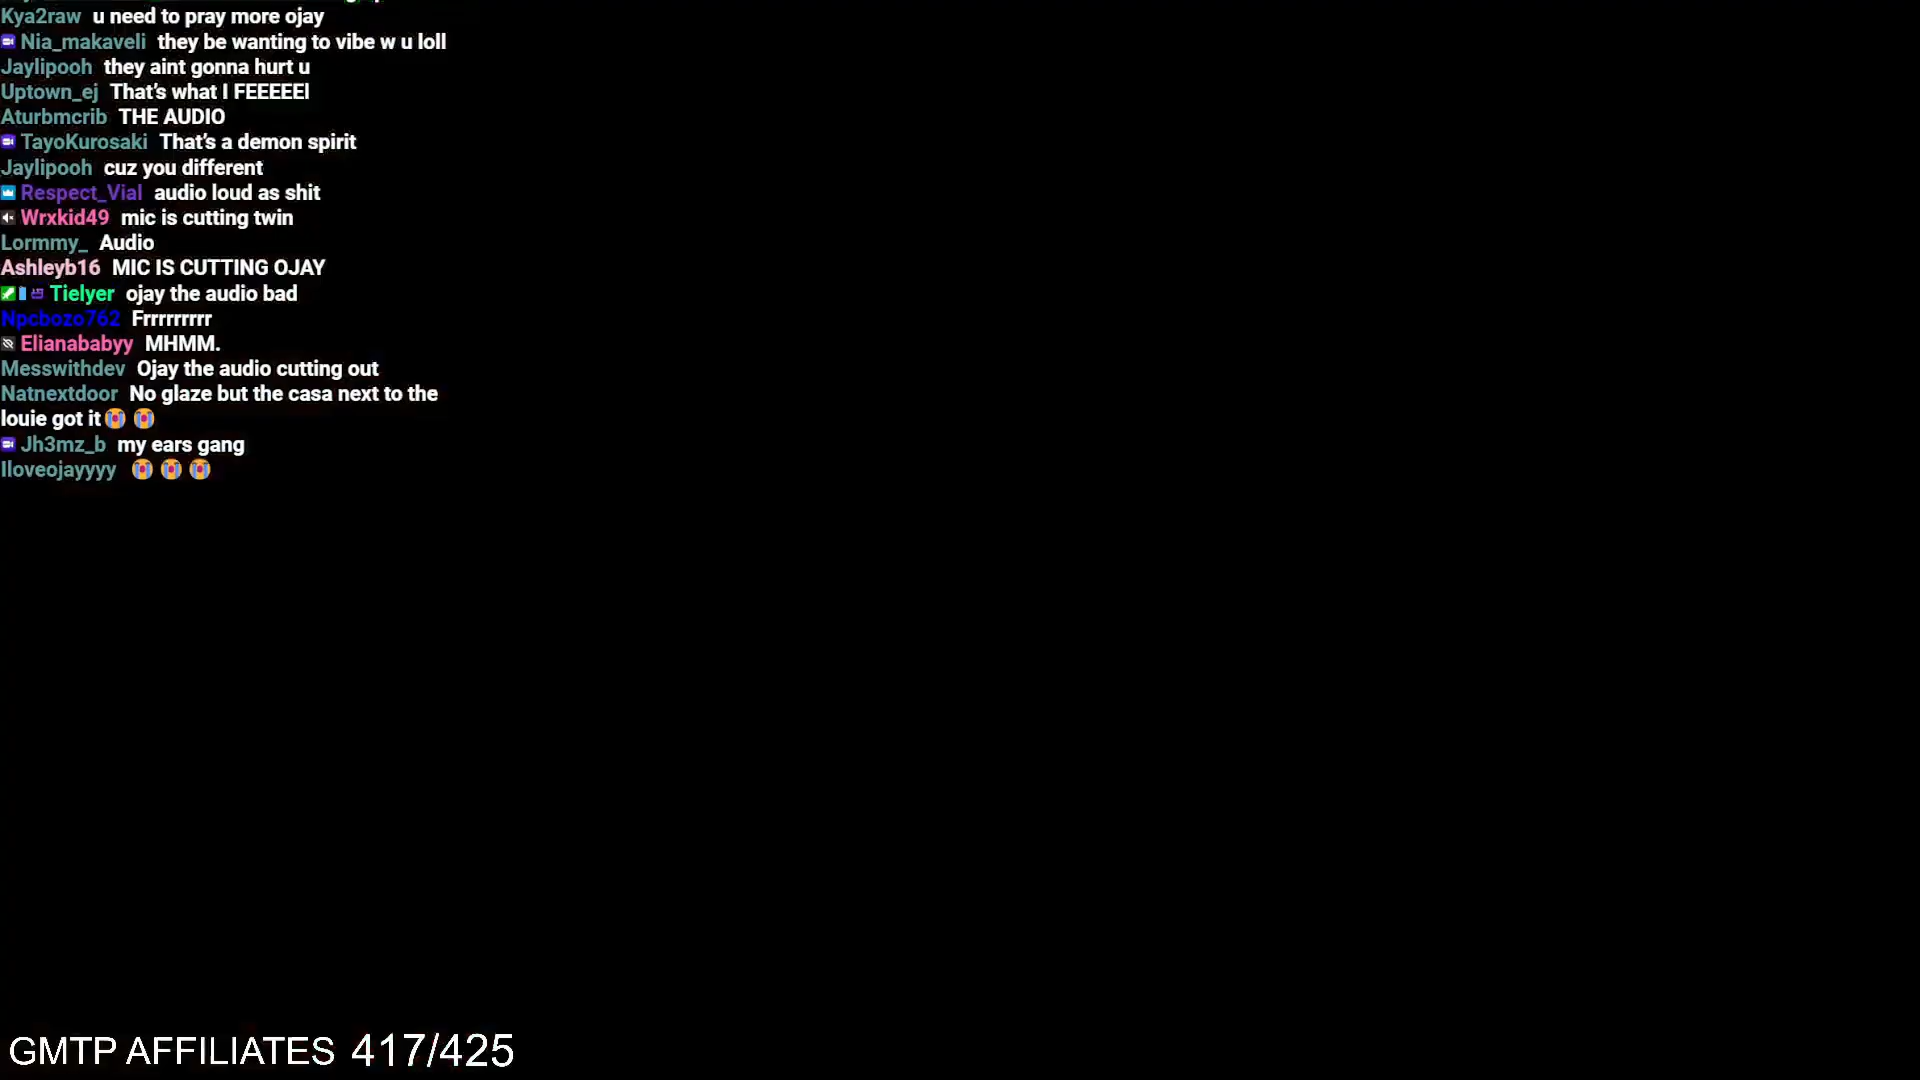 Kya2raw u need to pray more ojay
Nia_makaveli they be wanting to vibe w u loll
Jaylipooh they aint gonna hurt u
Uptown_ej That's what I FEEEEEl
Aturbmcrib THE AUDIO
TayoKurosaki That's a demon spirit
Jaylipooh cuz you different
Respect_Vial audio loud as shit
Wrxkid49 mic is cutting twin
Lormmy_ Audio
Ashleyb16 MIC IS CUTTING OJAY
Tielyer ojay the audio bad
Npcbozo762 Frrrrrrrrr
Elianababyy MHMM.
Messwithdev Ojay the audio cutting out
Natnextdoor No glaze but the casa next to the
louie got it😭 😭
Jh3mz_b my ears gang
Iloveojayyyy 😭 😭 😭
GMTP AFFILIATES 417/425